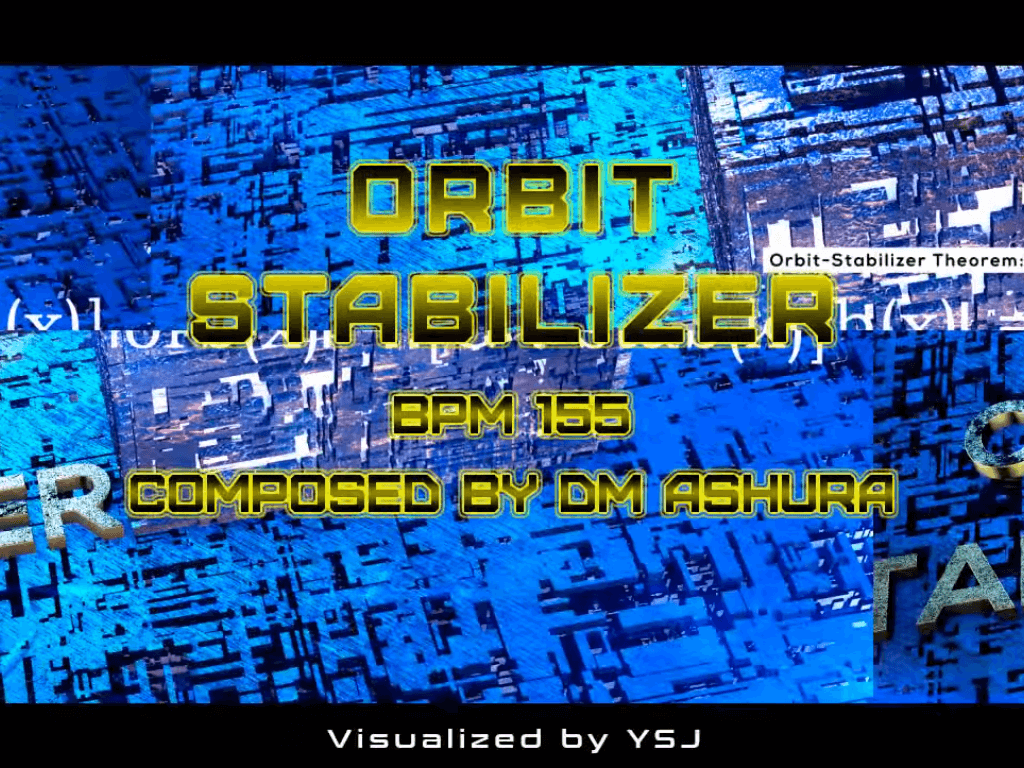 ORBIT
STABILIZER
Orbit-Stabilizer Theorem:
BPM 155
COMPOSED BY DM ASHURA
Visualized by YSJ